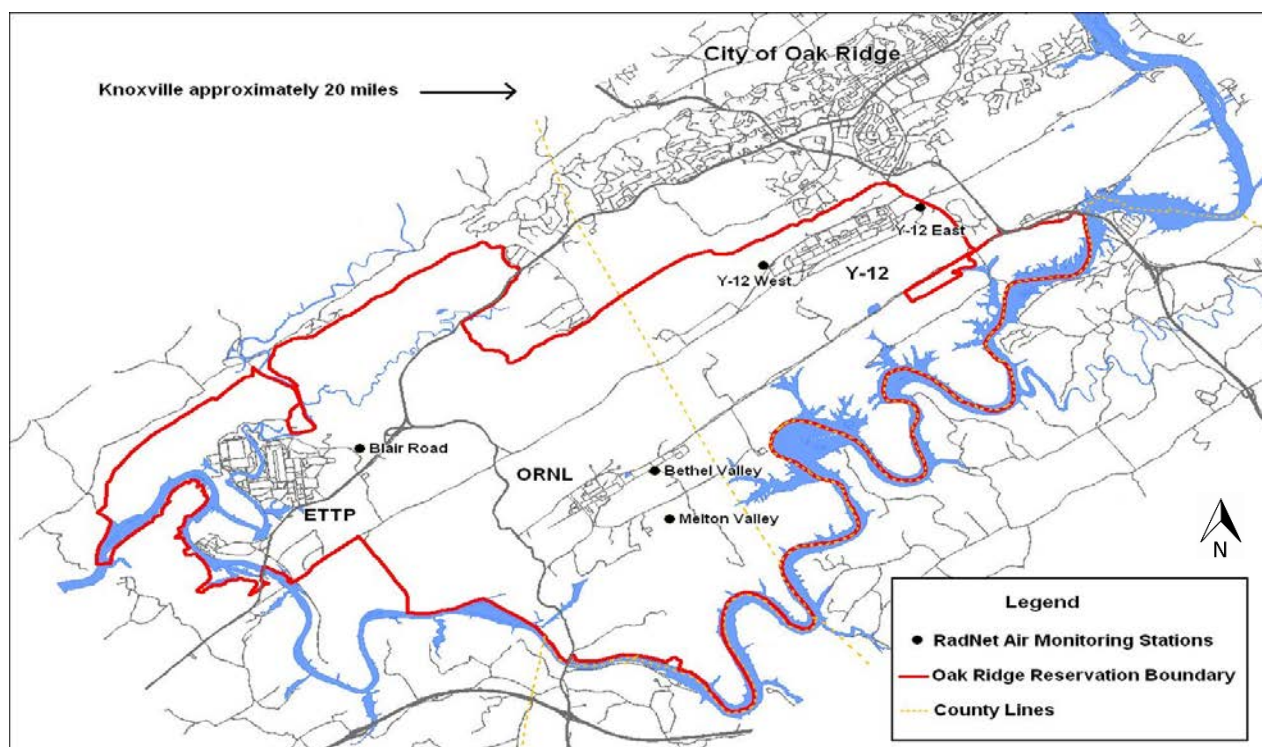 City of Oak Ridge
Knoxville approximately 20 miles
Y-12 East
Y-12 West
Y-12
Blair Road
ORNL
Bethel Valley
Melton Valley
ETTP
N
Legend
RadNet Air Monitoring Stations
Oak Ridge Reservation Boundary
County Lines